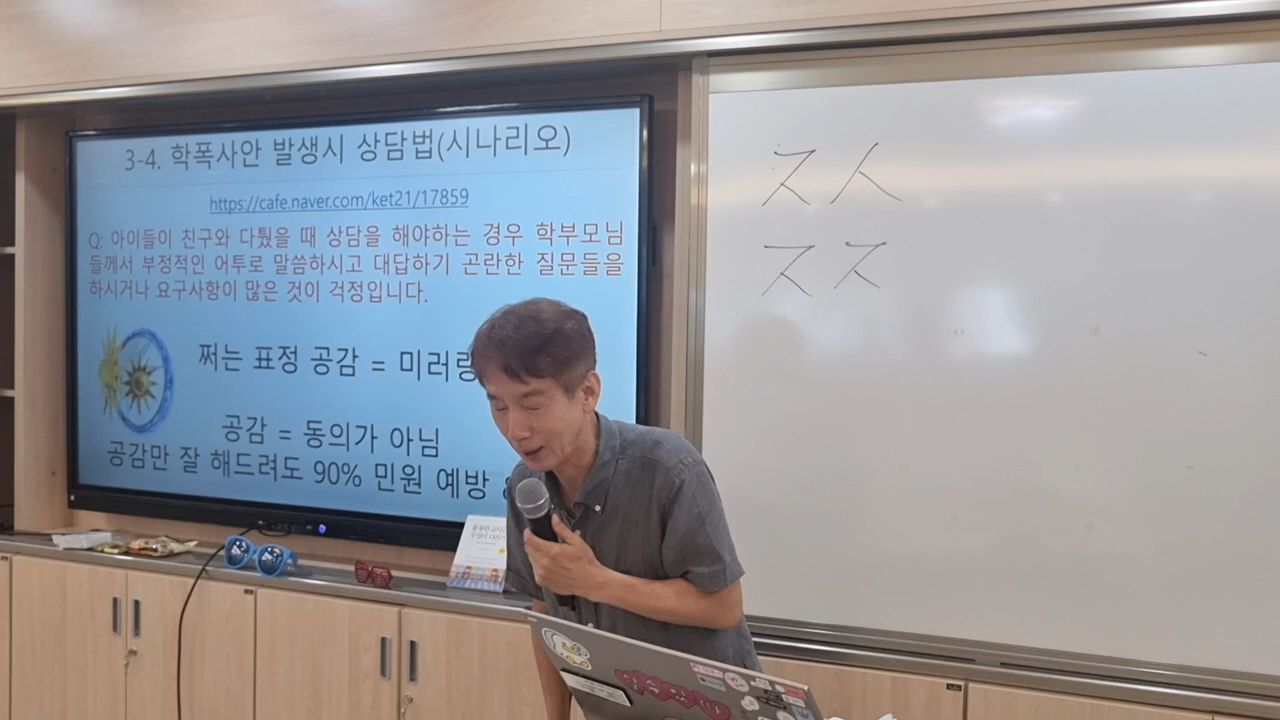 3-4. 학폭사안 발생시 상담법(시나리오)
https://cafe.naver.com/ket21/17859
Q: 아이들이 친구와 다퉜을 때 상담을 해야하는 경우 학부모님
들께서 부정적인 어투로 말씀하시고 대답하기 곤란한 질문들을
하시거나 요구사항이 많은 것이 걱정입니다.
쩌는 표정 공감 = 미러링
공감 = 동의가 아님
공감만 잘 해드려도 90% 민원 예방
ㅈㅅ
ㅈㅈ